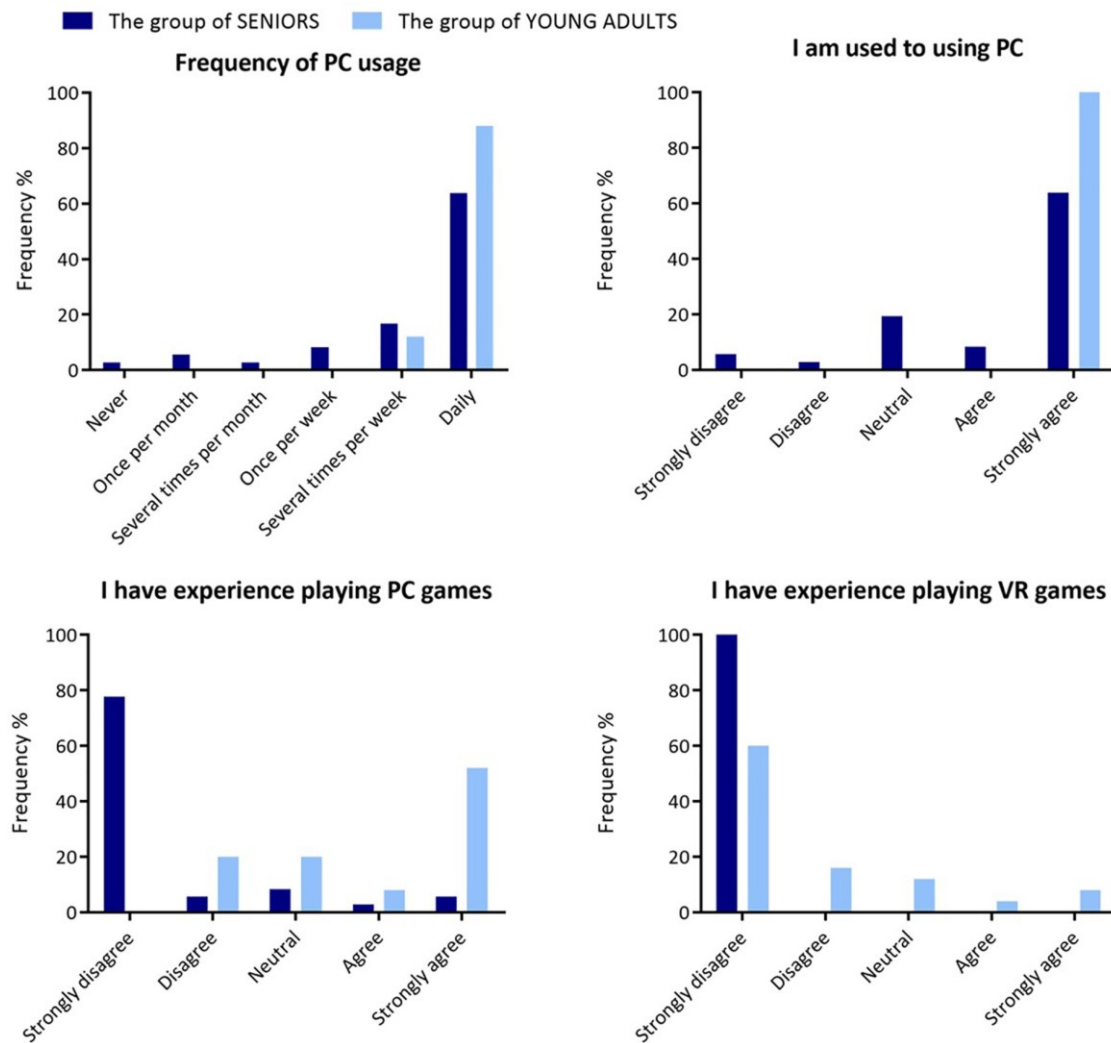 The group of SENIORS The group of YOUNG ADULTS
Frequency of PC usage
Frequency %
100
80
60
40
20
0
Never
Once per month
Several times per month
Once per week
Several times per week
Daily
I am used to using PC
Frequency %
100
80
60
40
20
0
Strongly disagree
Disagree
Neutral
Agree
Strongly agree
I have experience playing PC games
Frequency %
100
80
60
40
20
0
Strongly disagree
Disagree
Neutral
Agree
Strongly agree
I have experience playing VR games
Frequency %
100
80
60
40
20
0
Strongly disagree
Disagree
Neutral
Agree
Strongly agree